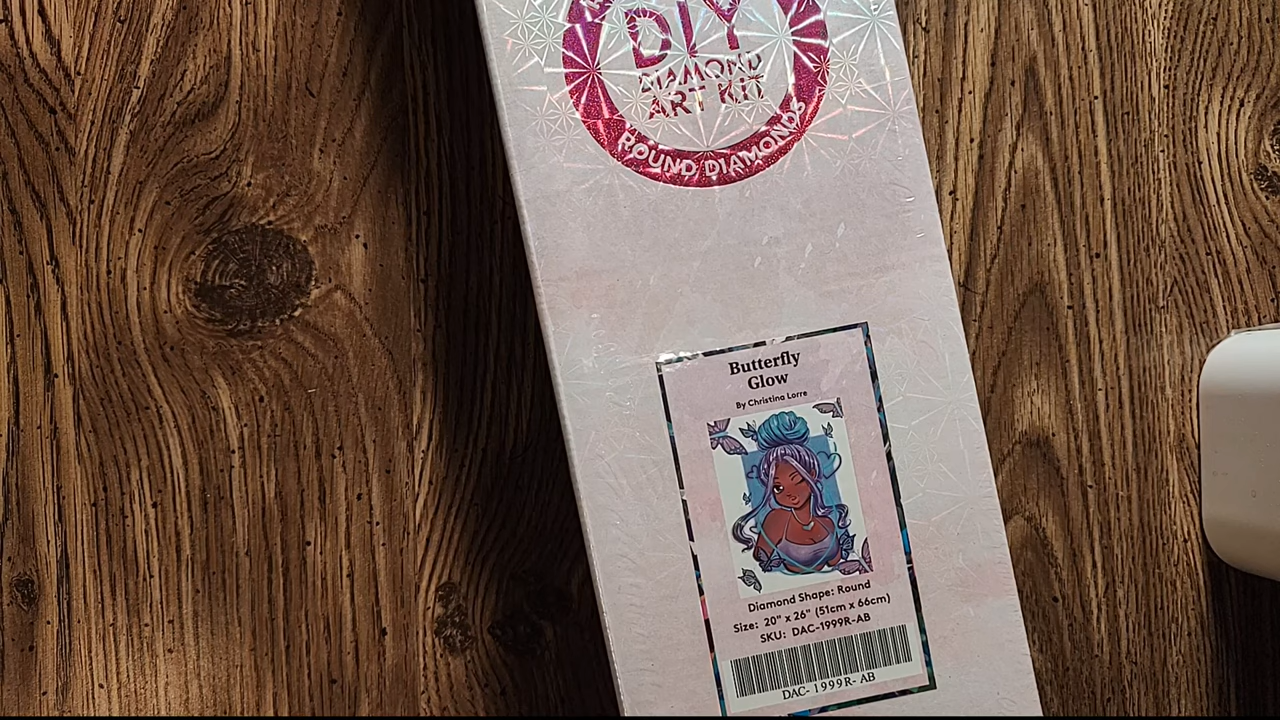 DIY
DIAMOND
ART KIT
ROUND DIAMONDS
Butterfly
Glow
By Christina Lorre
Diamond Shape: Round
Size: 20" x 26" (51cm x 66cm)
SKU: DAC-1999R-AB
DAC- 1999R- AB